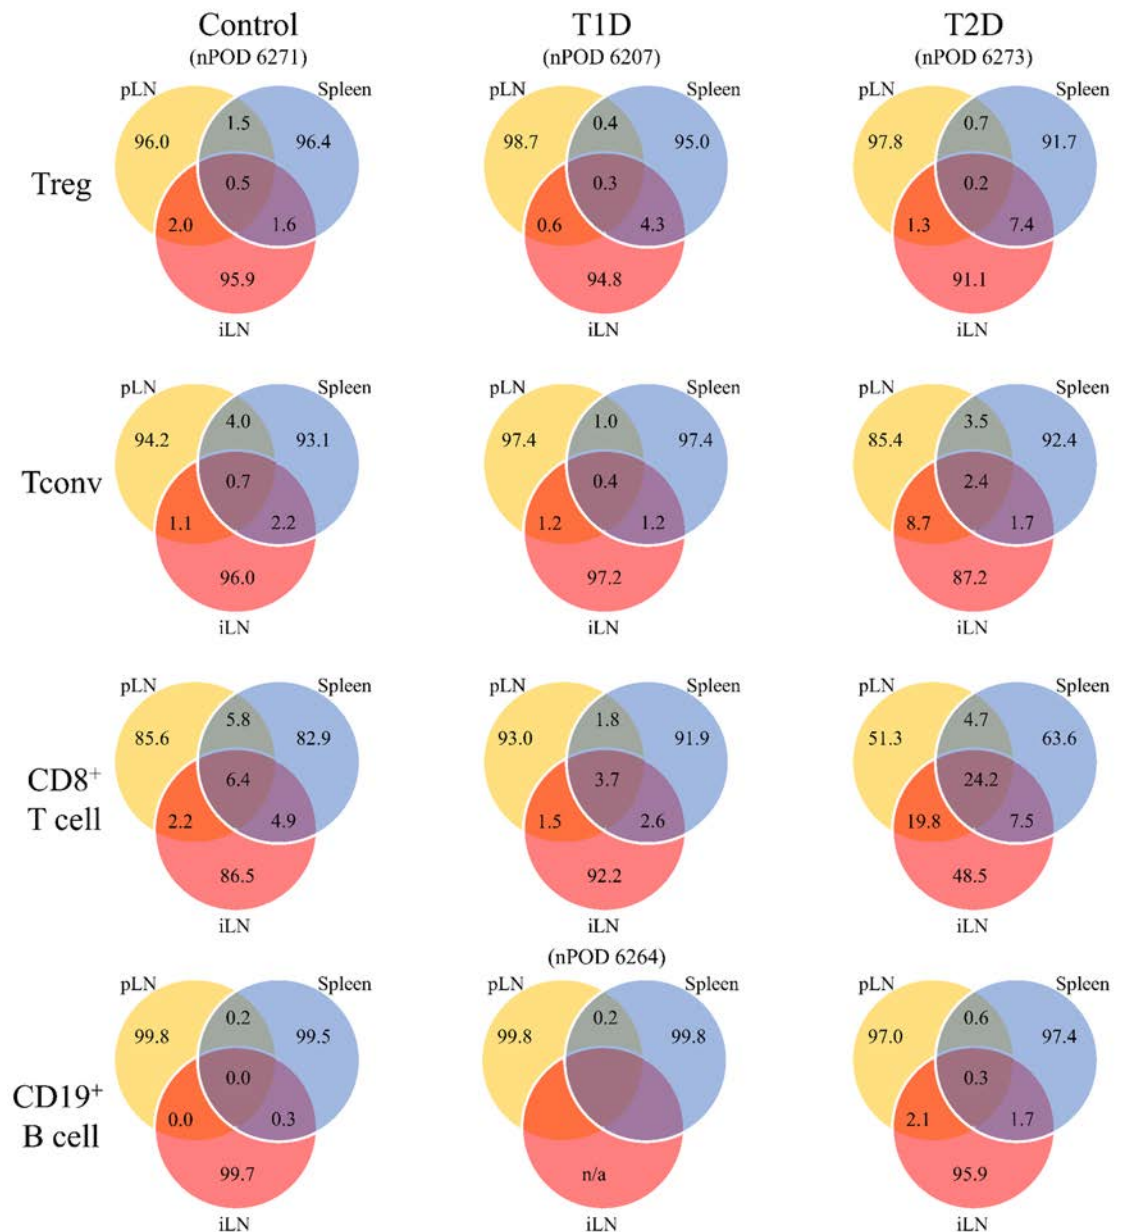 Control T1D T2D
(nPOD 6271) (nPOD 6207) (nPOD 6273)
pLN Spleen pLN Spleen pLN Spleen
1.5 0.4 0.7
96.0 96.4 98.7 95.0 97.8 91.7
Treg 0.5 0.3 0.2
2.0 1.6 0.6 4.3 1.3 7.4
95.9 94.8 91.1
iLN iLN iLN
pLN Spleen pLN Spleen pLN Spleen
4.0 1.0 3.5
94.2 93.1 97.4 97.4 85.4 92.4
Tconv 0.7 0.4 2.4
1.1 2.2 1.2 1.2 8.7 1.7
96.0 97.2 87.2
iLN iLN iLN
pLN Spleen pLN Spleen pLN Spleen
5.8 1.8 4.7
85.6 82.9 93.0 91.9 51.3 63.6
CD8⁺ 6.4 3.7 24.2
T cell 2.2 4.9 1.5 2.6 19.8 7.5
86.5 92.2 48.5
iLN iLN iLN
(nPOD 6264)
pLN Spleen pLN Spleen pLN Spleen
0.2 0.2 0.6
99.8 99.5 99.8 99.8 97.0 97.4
CD19⁺ 0.0 0.3
B cell 0.0 0.3 2.1 1.7
99.7 n/a 95.9
iLN iLN iLN